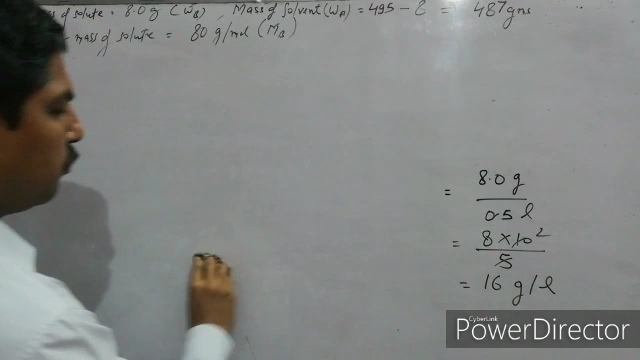 of solute = 8.0 g (WB), Mass of Solvent (WA) = 495 - 8 = 487 gms
mass of solute = 80 g/mol (MB)
= 8.0 g / 0.5 l
= 8 × 10² / 5
= 16 g/l
CyberLink
PowerDirector